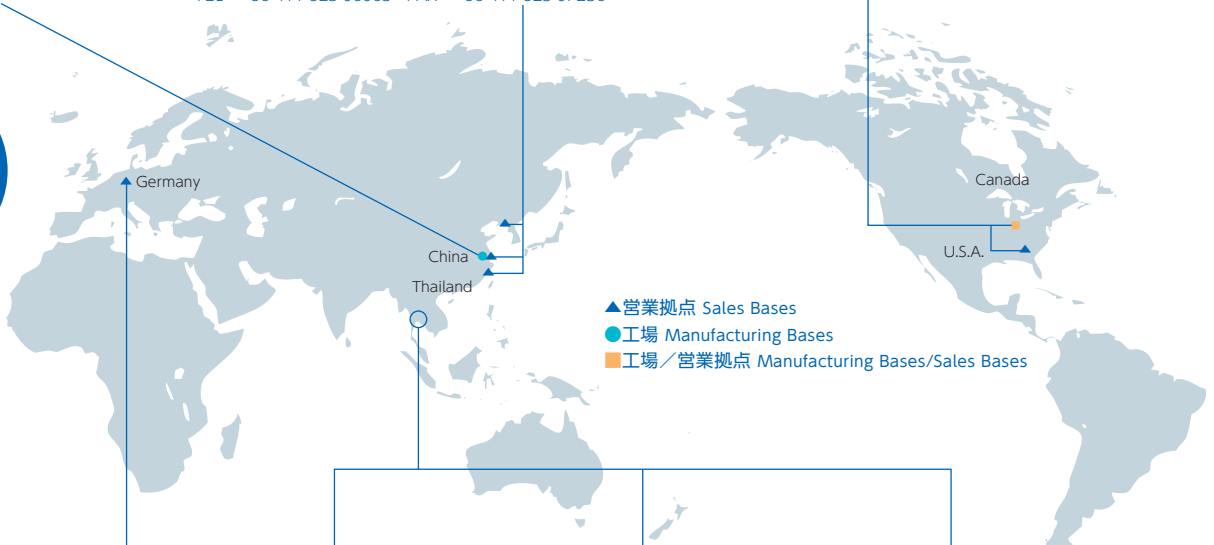 Germany
Canada
China
U.S.A.
Thailand
▲営業拠点 Sales Bases
●工場 Manufacturing Bases
■工場／営業拠点 Manufacturing Bases/Sales Bases